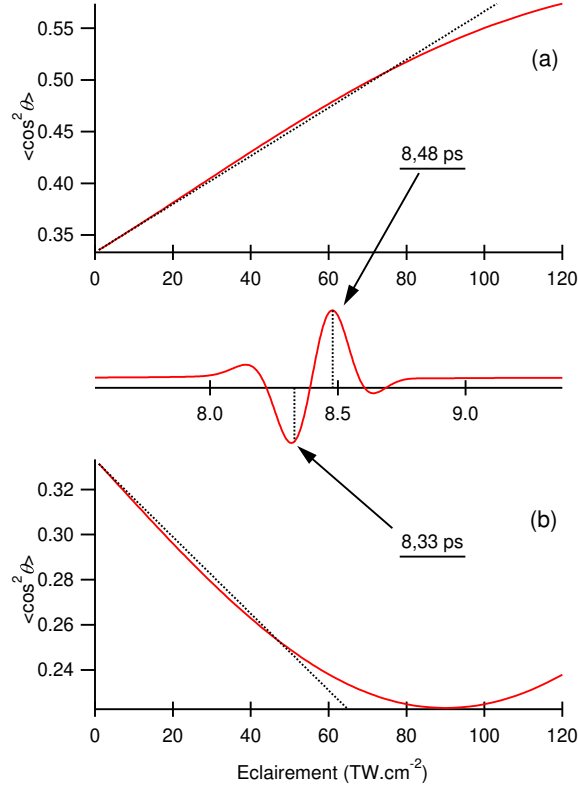 0.55
0.50
0.45
0.40
0.35
<cos²θ>
(a)
0 20 40 60 80 100 120
8,48 ps
8.0 8.5 9.0
8,33 ps
0.32
0.30
0.28
0.26
0.24
<cos²θ>
(b)
0 20 40 60 80 100 120
Eclairement (TW.cm⁻²)